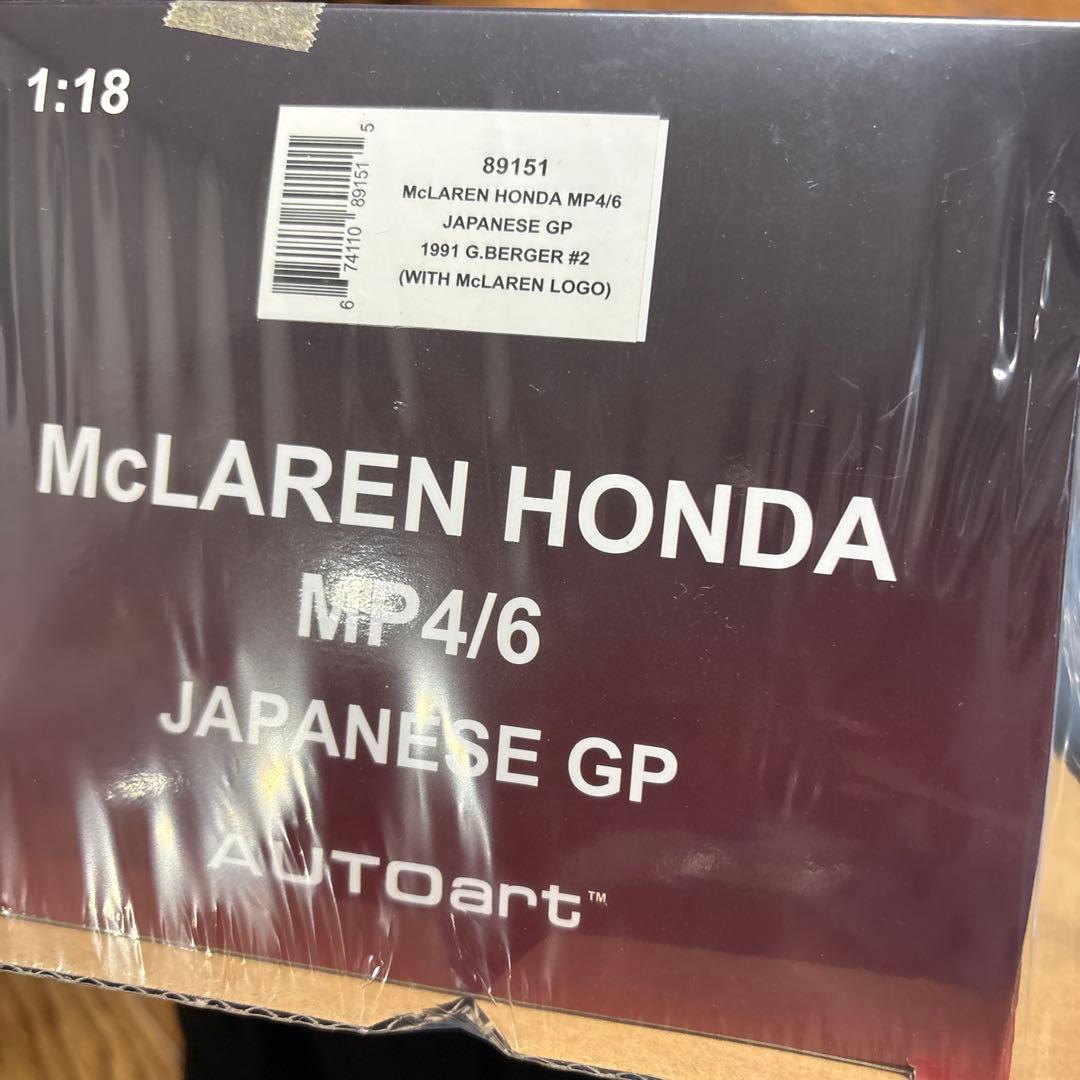 1:18
6 74110 89151 5
89151
McLAREN HONDA MP4/6
JAPANESE GP
1991 G.BERGER #2
(WITH McLAREN LOGO)
McLAREN HONDA
MP4/6
JAPANESE GP
AUTOart™